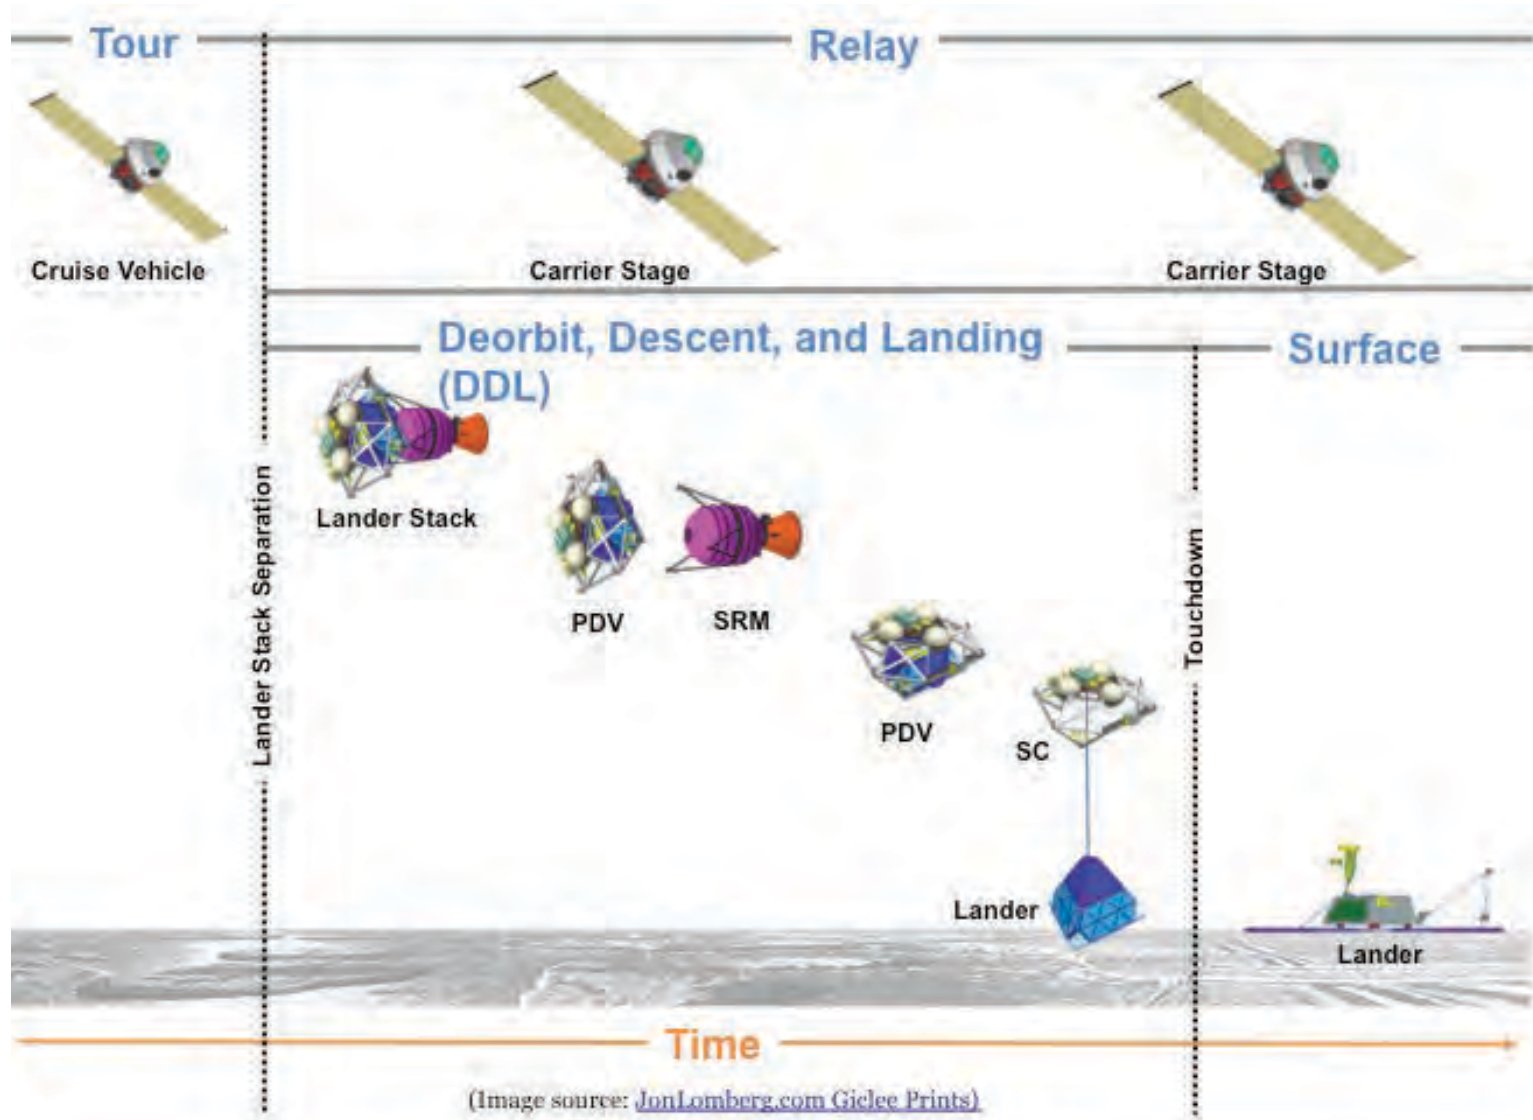 Tour
Relay
Cruise Vehicle
Carrier Stage
Carrier Stage
Deorbit, Descent, and Landing
(DDL)
Surface
Lander Stack Separation
Lander Stack
PDV
SRM
PDV
SC
Lander
Touchdown
Lander
Time
(Image source: JonLomberg.com Giclee Prints)